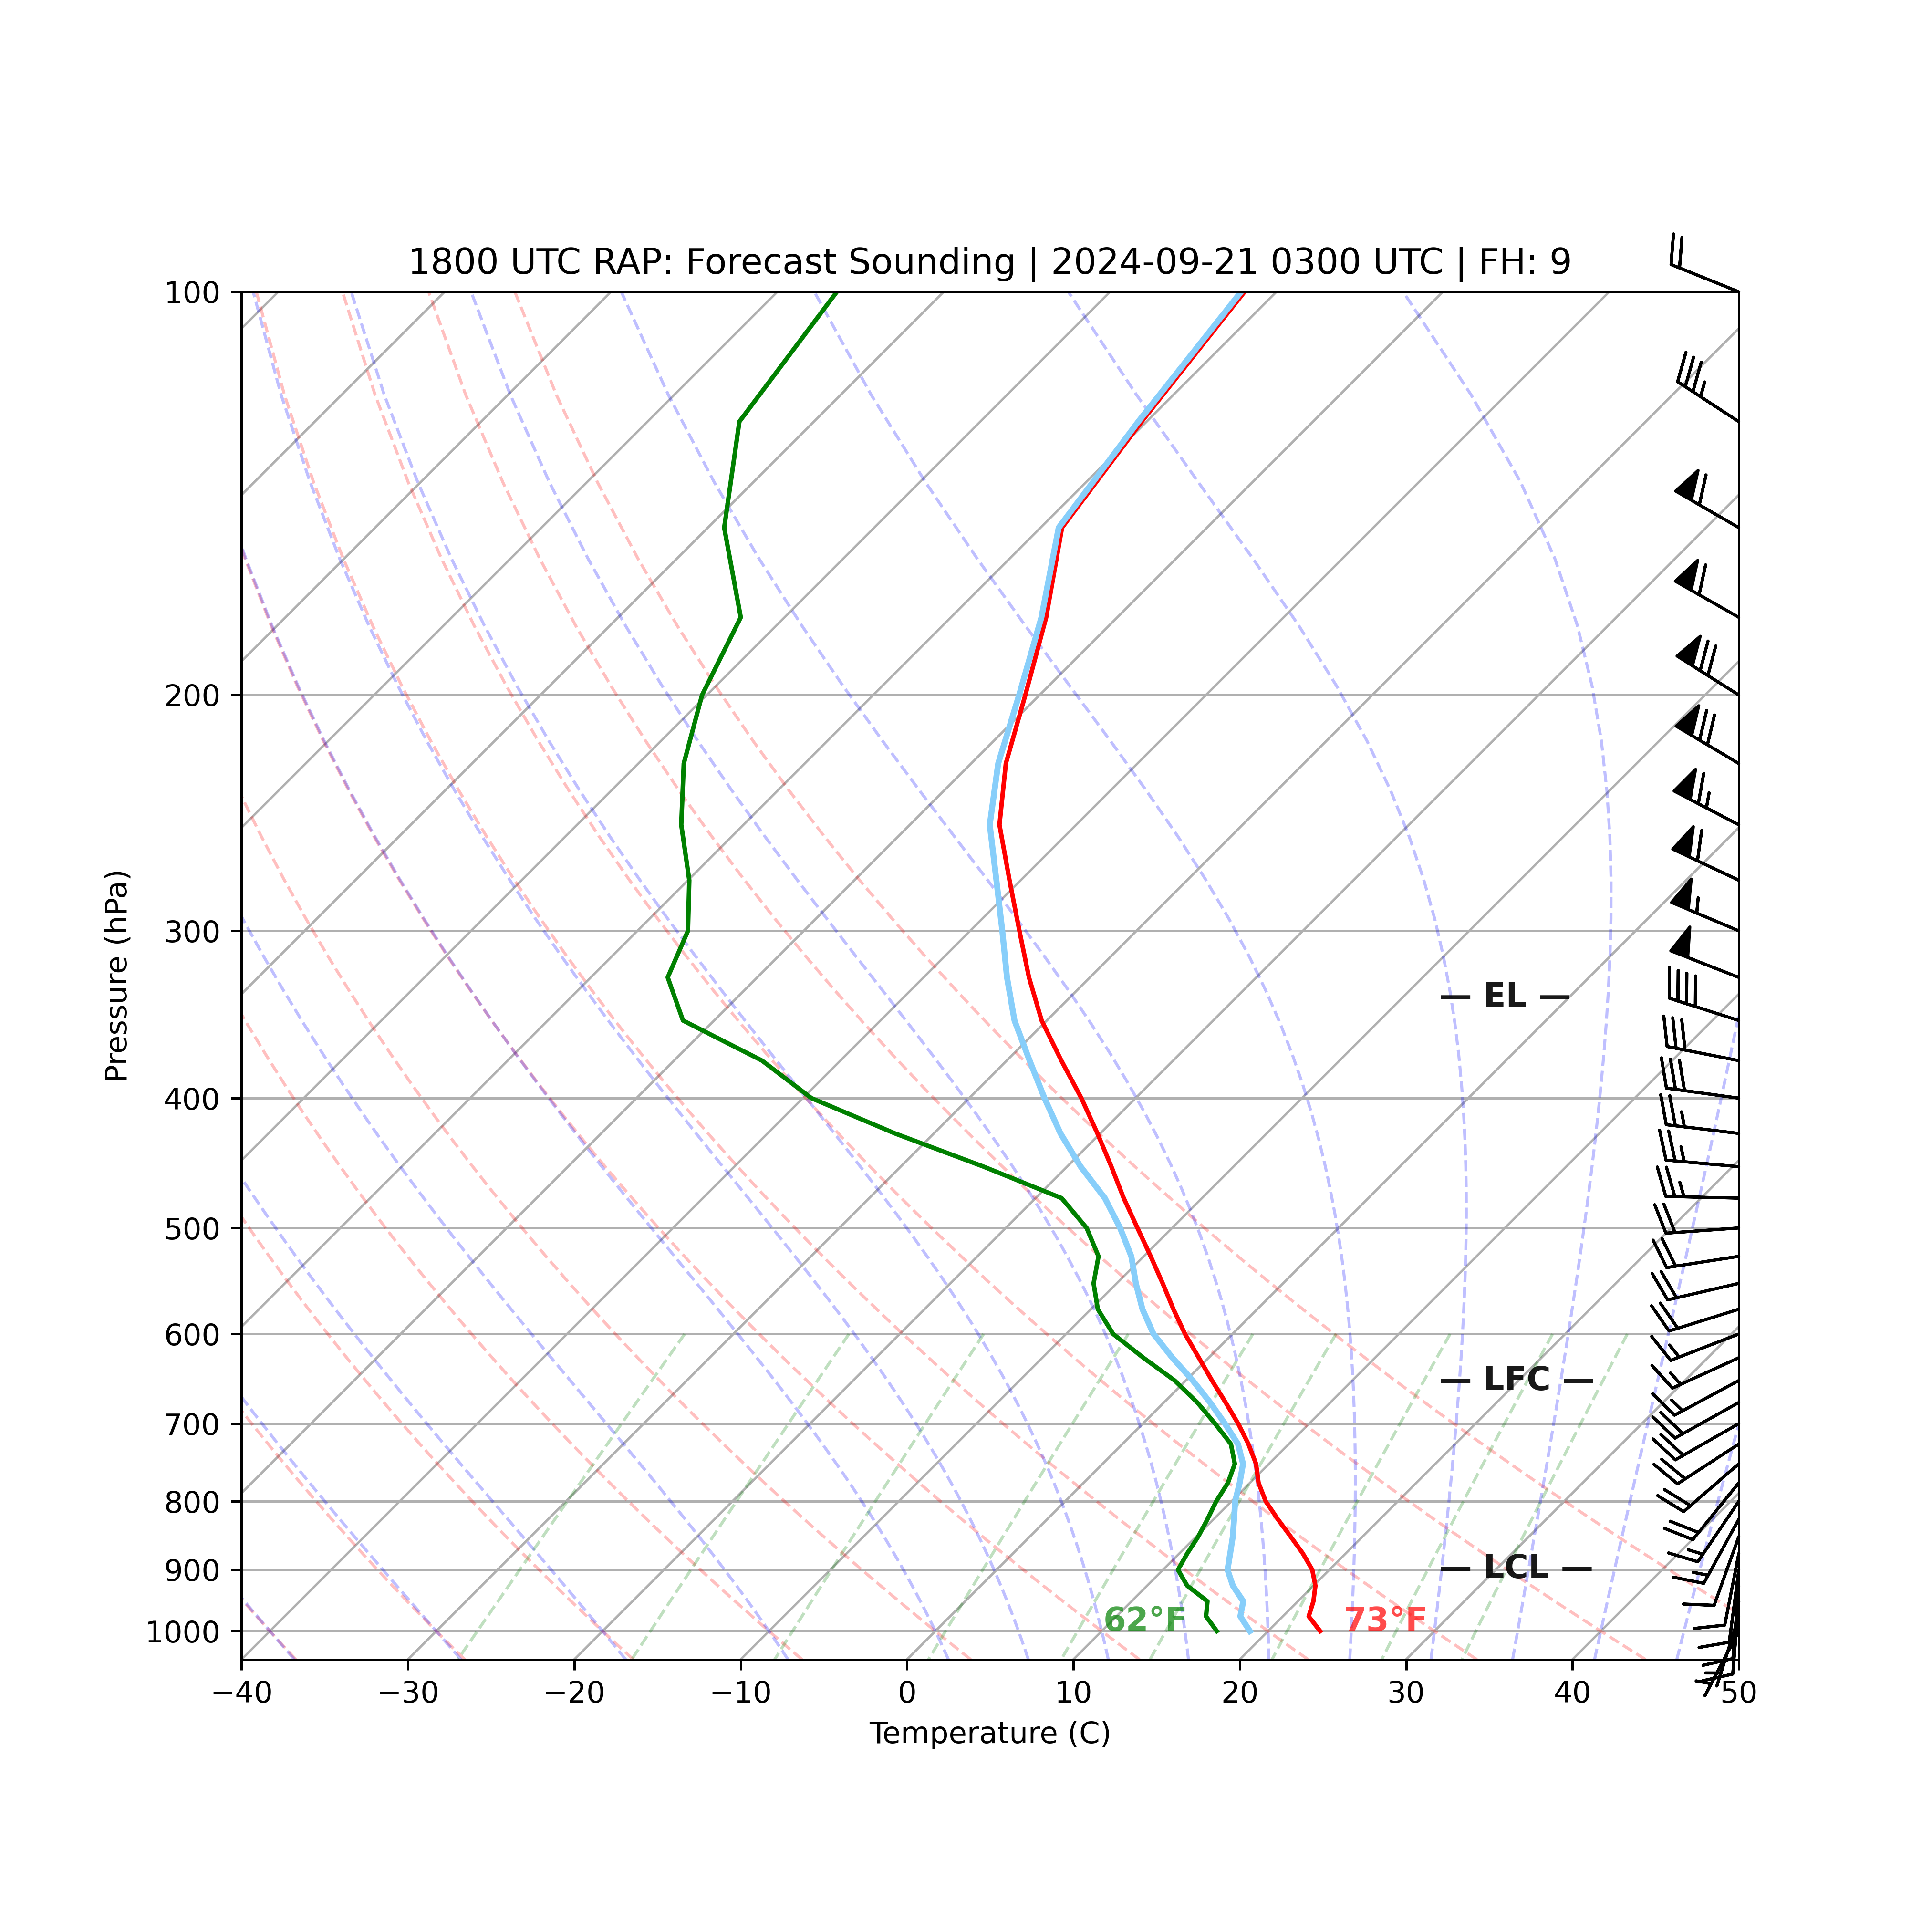 1800 UTC RAP: Forecast Sounding | 2024-09-21 0300 UTC | FH: 9
100
200
300
400
500
600
700
800
900
1000
Pressure (hPa)
— EL —
— LFC —
— LCL —
62°F
73°F
−40 −30 −20 −10 0 10 20 30 40 50
Temperature (C)